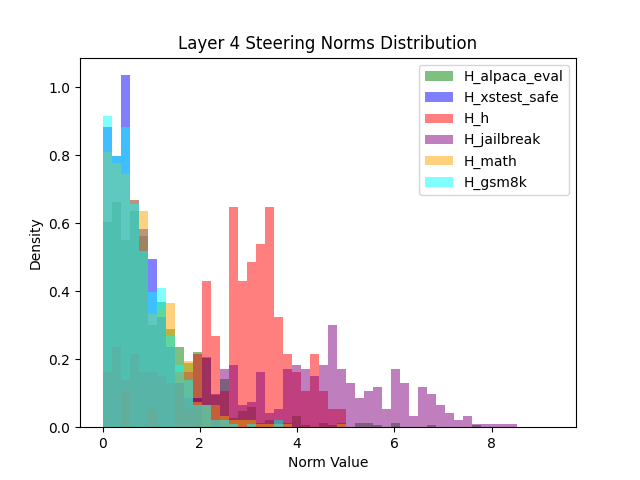 Layer 4 Steering Norms Distribution
H_alpaca_eval
H_xstest_safe
H_h
H_jailbreak
H_math
H_gsm8k
Density
1.0
0.8
0.6
0.4
0.2
0.0
0 2 4 6 8
Norm Value